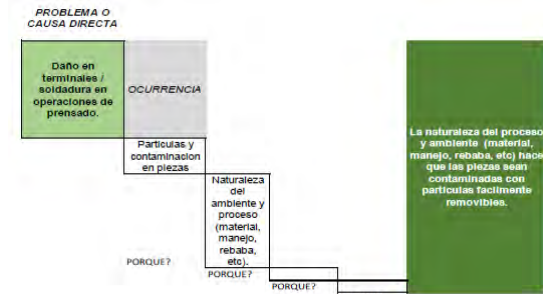 PROBLEMA O
CAUSA DIRECTA
Daño en
terminales /
soldadura en
operaciones de
prensado.
OCURRENCIA
Particulas y
contaminacion
en piezas
Naturaleza
del
ambiente y
proceso
(material,
manejo,
rebaba,
etc).
PORQUE?
PORQUE?
PORQUE?
La naturaleza del proceso
y ambiente (material,
manejo, rebaba, etc) hace
que las piezas sean
contaminadas con
particulas facilmente
removibles.